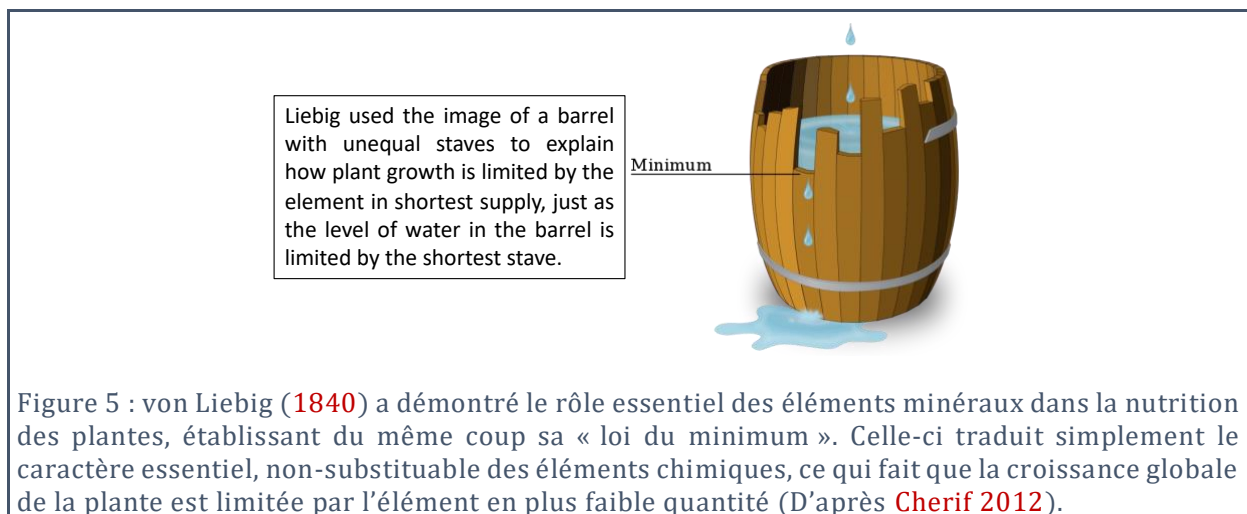 Liebig used the image of a barrel
with unequal staves to explain
how plant growth is limited by the
element in shortest supply, just as
the level of water in the barrel is
limited by the shortest stave.
Minimum
Figure 5 : von Liebig (1840) a démontré le rôle essentiel des éléments minéraux dans la nutrition
des plantes, établissant du même coup sa « loi du minimum ». Celle-ci traduit simplement le
caractère essentiel, non-substituable des éléments chimiques, ce qui fait que la croissance globale
de la plante est limitée par l’élément en plus faible quantité (D’après Cherif 2012).